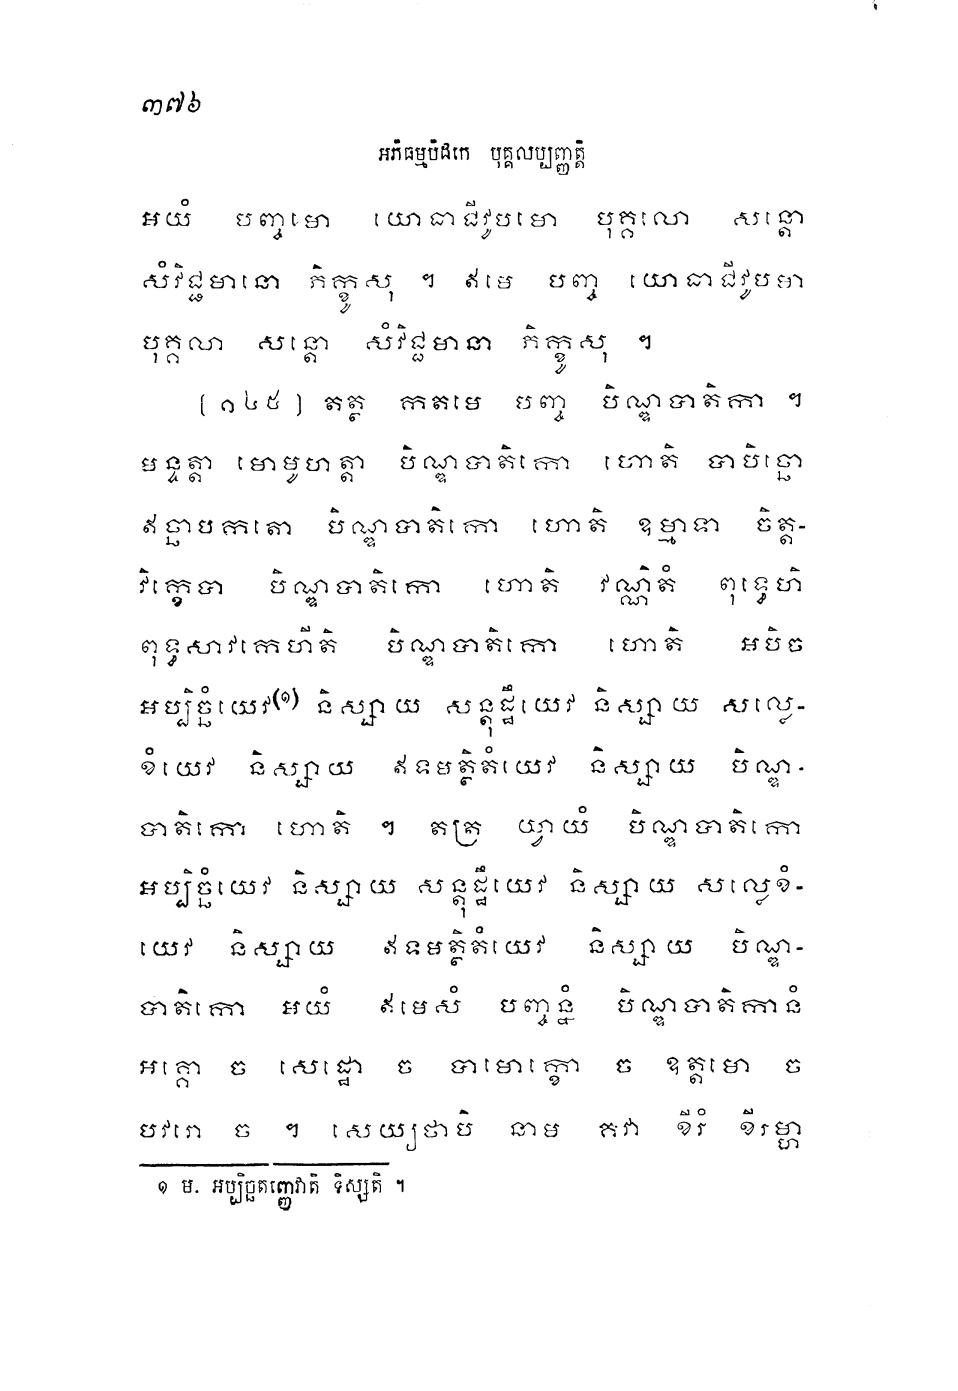 ៣៧៦
អភិធម្មបិដកេ បុគ្គលប្បញ្ញត្តិ
អយំ បញ្ចមោ យោធាជីវូបមោ បុគ្គលោ សន្តោ
សំវិជ្ជមានោ ភិក្ខូសុ ។ ឥមេ បញ្ច យោធាជីវូបមា
បុគ្គលា សន្តោ សំវិជ្ជមានា ភិក្ខូសុ ។
(១៤៥) តត្ថ កតមេ បញ្ច បិណ្ឌបាតិកា ។
មន្ទត្តា មោមូហត្តា បិណ្ឌបាតិកោ ហោតិ បាបិច្ឆោ
ឥច្ឆាបកតោ បិណ្ឌបាតិកោ ហោតិ ឧម្មាទា ចិត្ត-
វិក្ខេបា បិណ្ឌបាតិកោ ហោតិ វណ្ណិតំ ពុទ្ធេហិ
ពុទ្ធសាវកេហីតិ បិណ្ឌបាតិកោ ហោតិ អបិច
អប្បិច្ឆំយេវ(១) និស្សាយ សន្តុដ្ឋឹយេវ និស្សាយ សល្លេ-
ខំយេវ និស្សាយ ឥទមត្ថិតំយេវ និស្សាយ បិណ្ឌ-
បាតិកោ ហោតិ ។ តត្រ យ្វាយំ បិណ្ឌបាតិកោ
អប្បិច្ឆំយេវ និស្សាយ សន្តុដ្ឋឹយេវ និស្សាយ សល្លេខំ-
យេវ និស្សាយ ឥទមត្ថិតំយេវ និស្សាយ បិណ្ឌ-
បាតិកោ អយំ ឥមេសំ បញ្ចន្នំ បិណ្ឌបាតិកានំ
អគ្គោ ច សេដ្ឋោ ច បាមោក្ខោ ច ឧត្តមោ ច
បវរោ ច ។ សេយ្យថាបិ នាម គវា ខីរំ ខីរម្ហា
១ ម. អប្បិច្ឆតញ្ញេវាតិ ទិស្សតិ ។